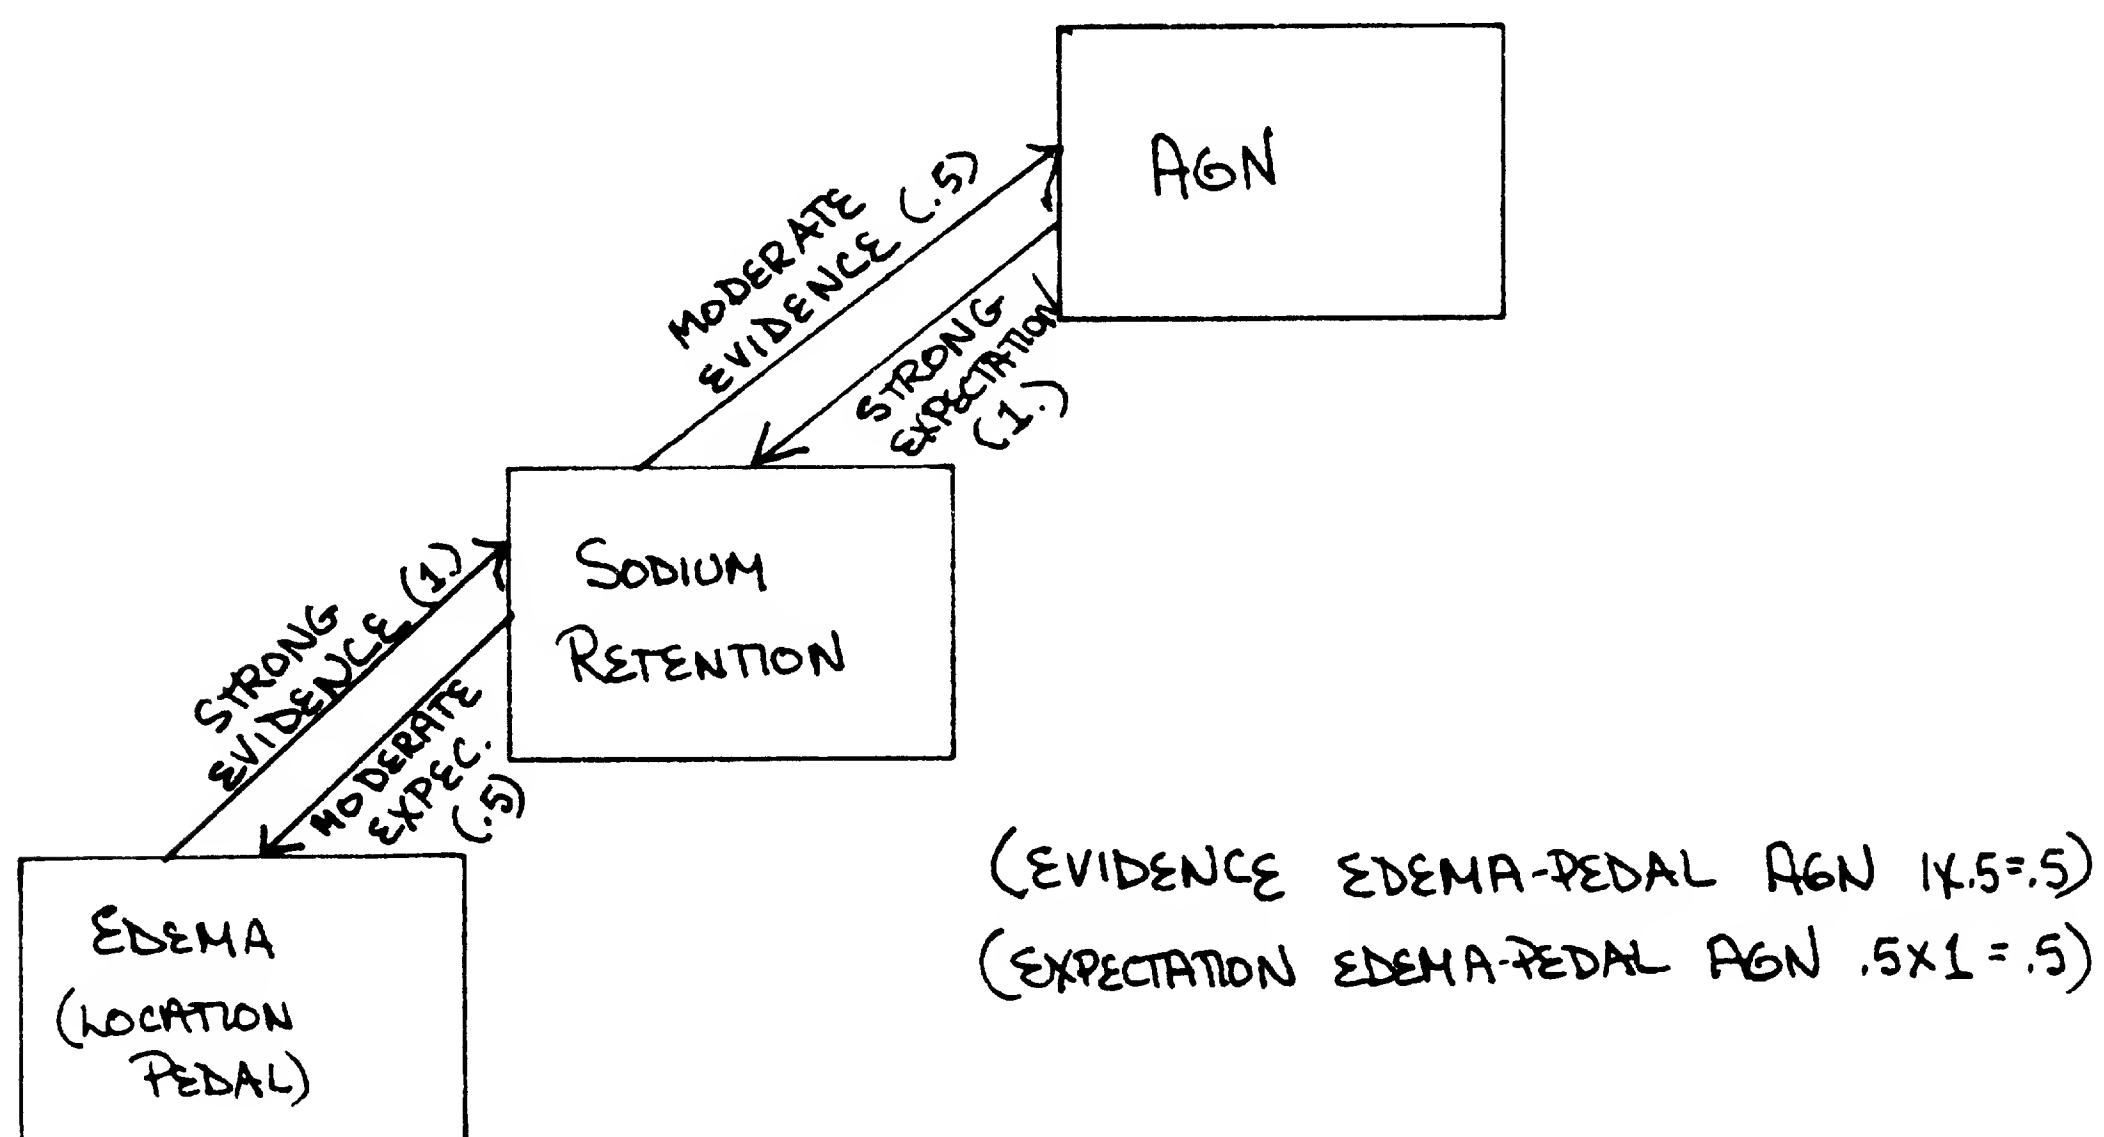 AGN
MODERATE
EVIDENCE (.5)
STRONG
EXPECTATION
(1.)
SODIUM
RETENTION
STRONG
EVIDENCE (1.)
MODERATE
EXPEC.
(.5)
EDEMA
(LOCATION
PEDAL)
(EVIDENCE EDEMA-PEDAL AGN 1X.5=.5)
(EXPECTATION EDEMA-PEDAL AGN .5X1=.5)